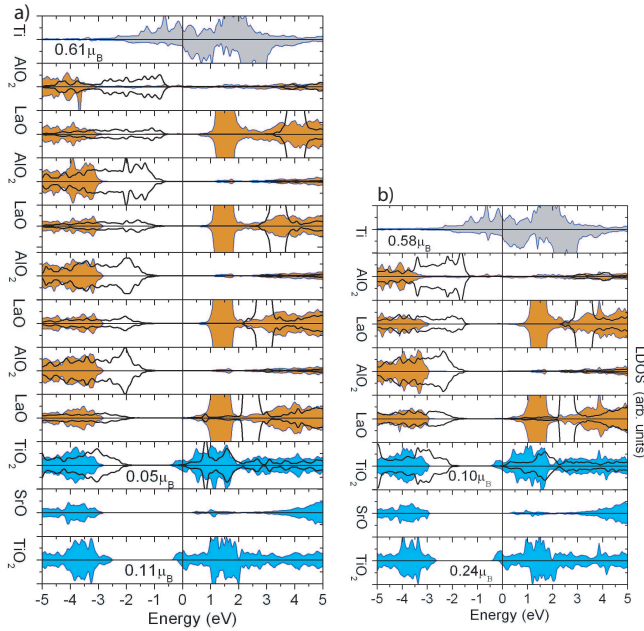 a)
Ti
0.61μB
AlO2
LaO
AlO2
LaO
AlO2
LaO
AlO2
LaO
TiO2
0.05μB
SrO
TiO2
0.11μB
-5 -4 -3 -2 -1 0 1 2 3 4 5
Energy (eV)
b)
Ti
0.58μB
AlO2
LaO
AlO2
LaO
TiO2
0.10μB
SrO
TiO2
0.24μB
-5 -4 -3 -2 -1 0 1 2 3 4 5
Energy (eV)
LDOS (arb. units)